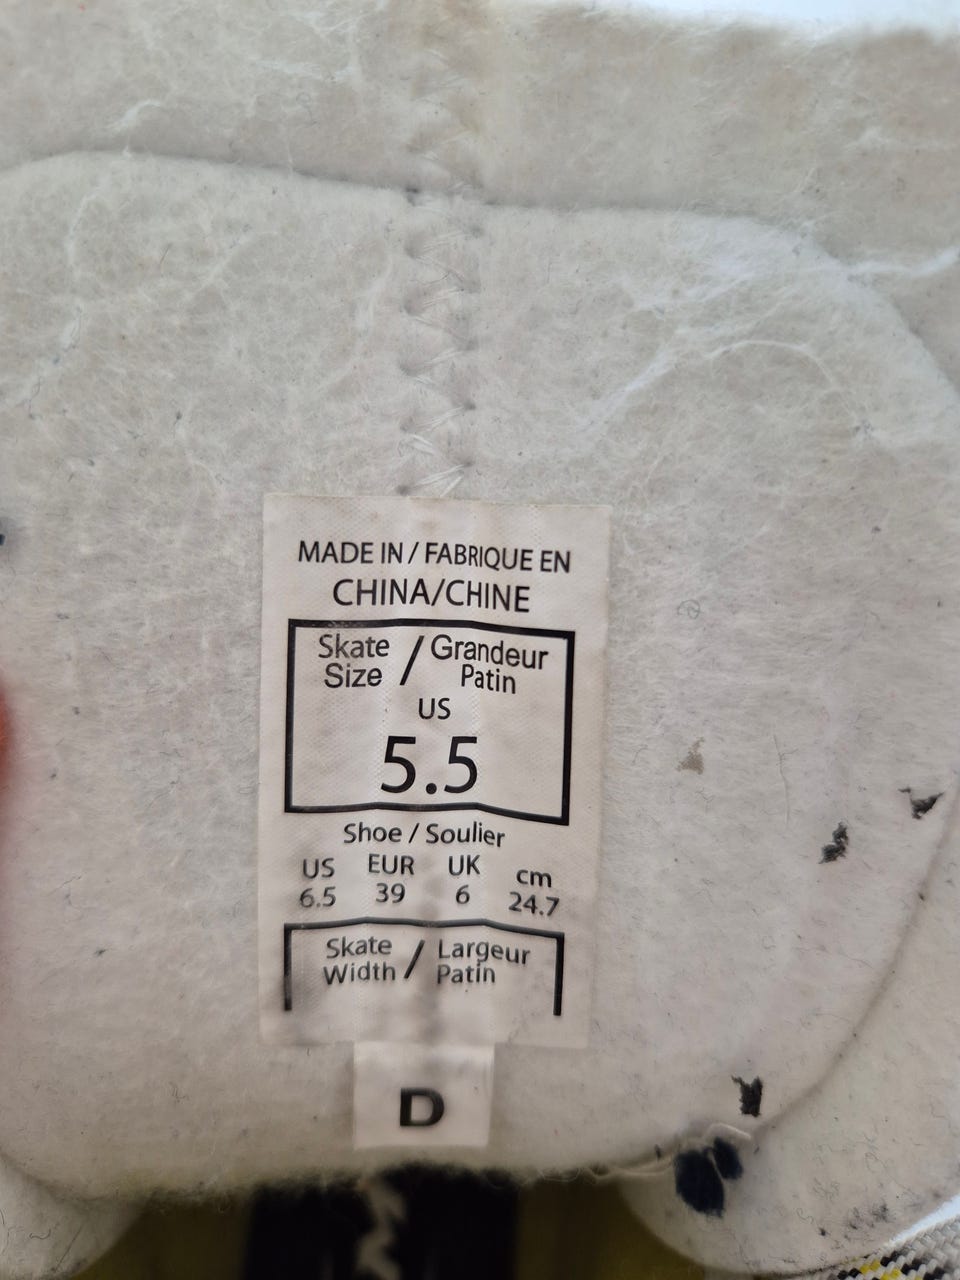 MADE IN / FABRIQUE EN
CHINA/CHINE
Skate Size / Grandeur Patin
US
5.5
Shoe / Soulier
US EUR UK cm
6.5 39 6 24.7
Skate Width / Largeur Patin
D